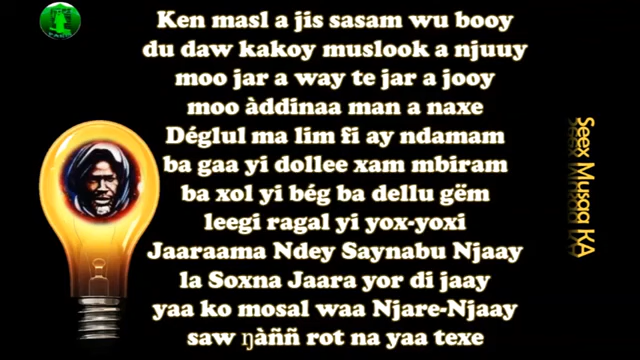 Ken masl a jis sasam wu booy
du daw kakoy muslook a njuuy
moo jar a way te jar a jooy
moo àddinaa man a naxe
Déglul ma lim fi ay ndamam
ba gaa yi dollee xam mbiram
ba xol yi bég ba dellu gëm
leegi ragal yi yox-yoxi
Jaaraama Ndey Saynabu Njaay
la Soxna Jaara yor di jaay
yaa ko mosal waa Njare-Njaay
saw ŋàññ rot na yaa texe
Seex Musaa KA